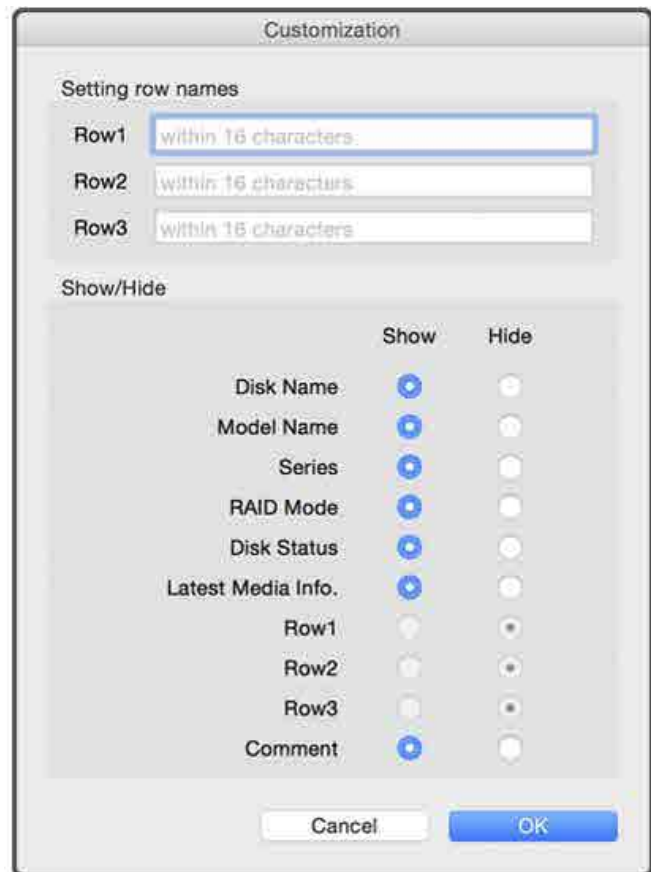 Customization
Setting row names
Row1 within 16 characters
Row2 within 16 characters
Row3 within 16 characters
Show/Hide
Show Hide
Disk Name
Model Name
Series
RAID Mode
Disk Status
Latest Media Info.
Row1
Row2
Row3
Comment
Cancel OK